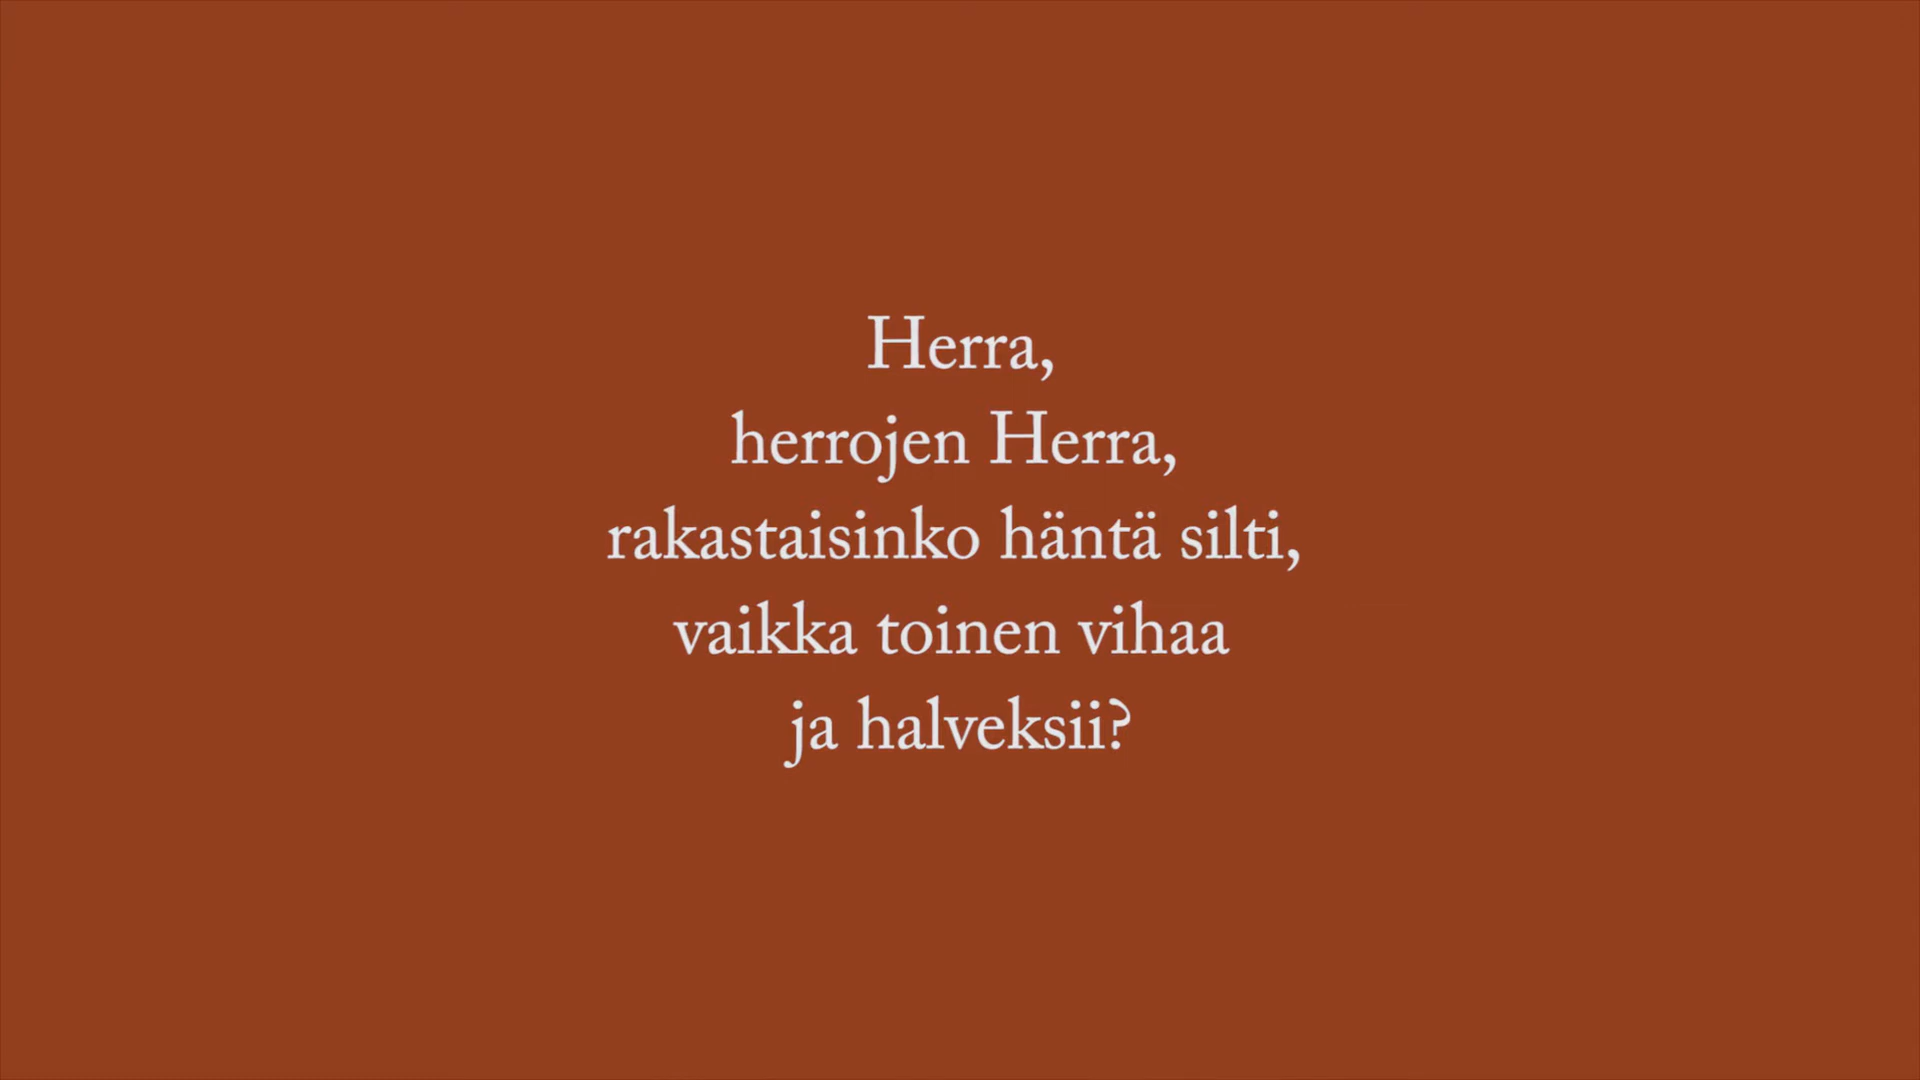 Herra,
herrojen Herra,
rakastaisinko häntä silti,
vaikka toinen vihaa
ja halveksii?